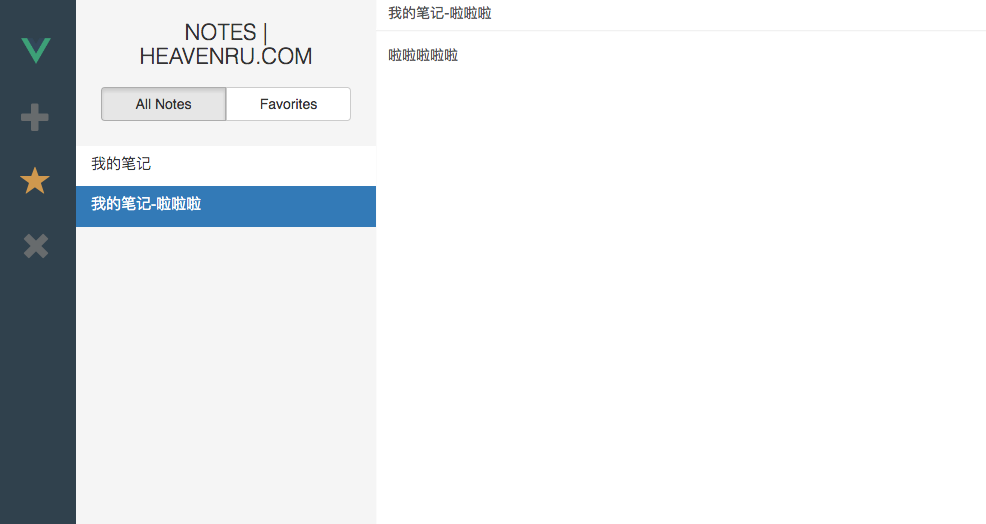 NOTES |
HEAVENRU.COM
All Notes
Favorites
我的笔记
我的笔记-啦啦啦
我的笔记-啦啦啦
啦啦啦啦啦